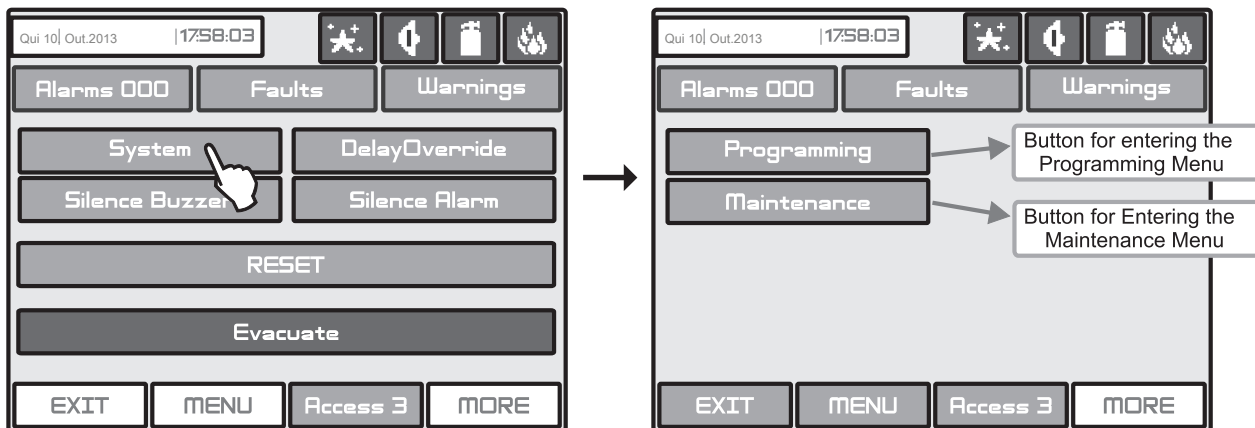 Qui 10| Out.2013 |17:58:03
Alarms 000 Faults Warnings
System DelayOverride
Silence Buzzer Silence Alarm
RESET
Evacuate
EXIT MENU Access 3 MORE
Qui 10| Out.2013 |17:58:03
Alarms 000 Faults Warnings
Programming
Button for entering the
Programming Menu
Maintenance
Button for Entering the
Maintenance Menu
EXIT MENU Access 3 MORE